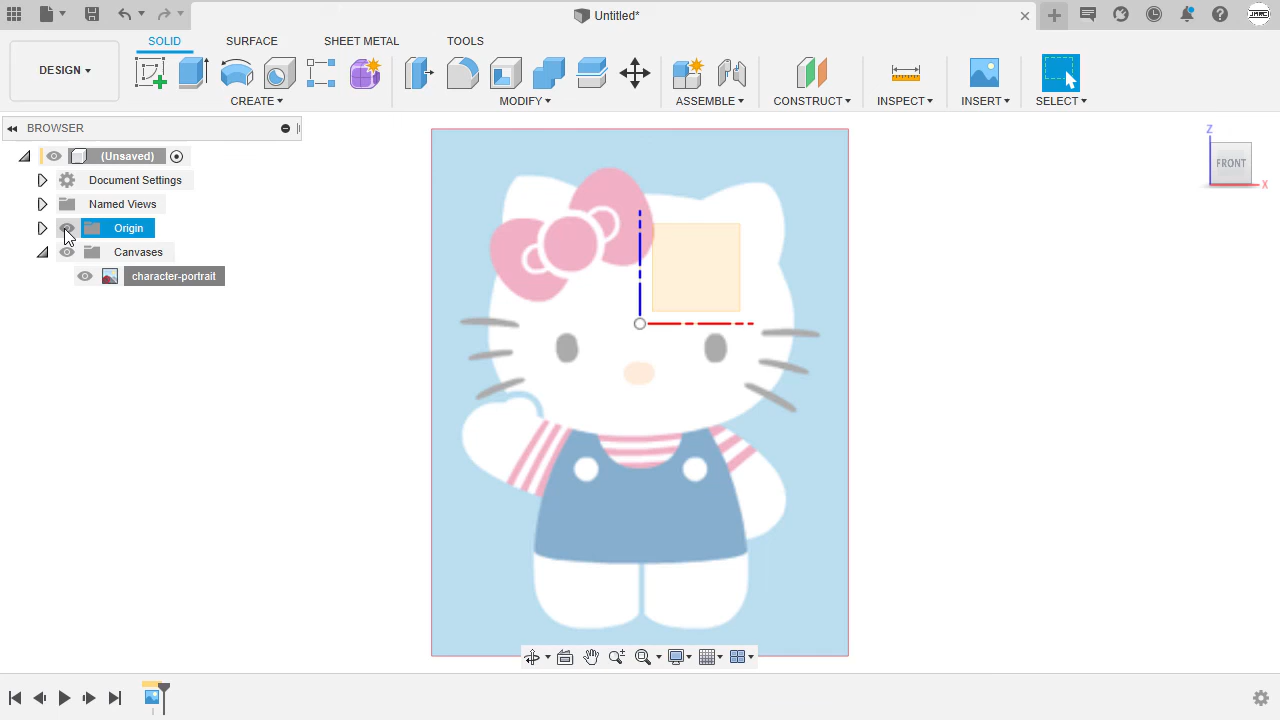 Untitled*
JMRC
SOLID SURFACE SHEET METAL TOOLS
DESIGN
CREATE MODIFY ASSEMBLE CONSTRUCT INSPECT INSERT SELECT
BROWSER
(Unsaved)
Document Settings
Named Views
Origin
Canvases
character-portrait
Z
FRONT
X